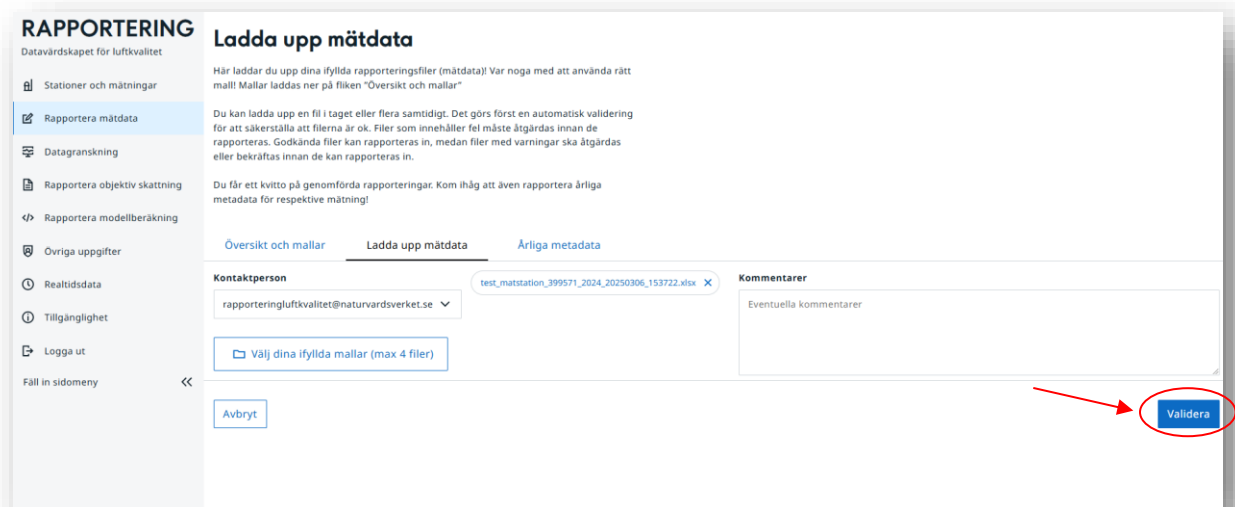 RAPPORTERING
Datavärdskapet för luftkvalitet
Stationer och mätningar
Rapportera mätdata
Datagranskning
Rapportera objektiv skattning
Rapportera modellberäkning
Övriga uppgifter
Realtidsdata
Tillgänglighet
Logga ut
Fäll in sidomeny
Ladda upp mätdata
Här laddar du upp dina ifyllda rapporteringsfiler (mätdata)! Var noga med att använda rätt
mall! Mallar laddas ner på fliken "Översikt och mallar"
Du kan ladda upp en fil i taget eller flera samtidigt. Det görs först en automatisk validering
för att säkerställa att filerna är ok. Filer som innehåller fel måste åtgärdas innan de
rapporteras. Godkända filer kan rapporteras in, medan filer med varningar ska åtgärdas
eller bekräftas innan de kan rapporteras in.
Du får ett kvitto på genomförda rapporteringar. Kom ihåg att även rapportera årliga
metadata för respektive mätning!
Översikt och mallar Ladda upp mätdata Årliga metadata
Kontaktperson
rapporteringluftkvalitet@naturvardsverket.se
test_matstation_399571_2024_20250306_153722.xlsx
Kommentarer
Eventuella kommentarer
Välj dina ifyllda mallar (max 4 filer)
Avbryt
Validera